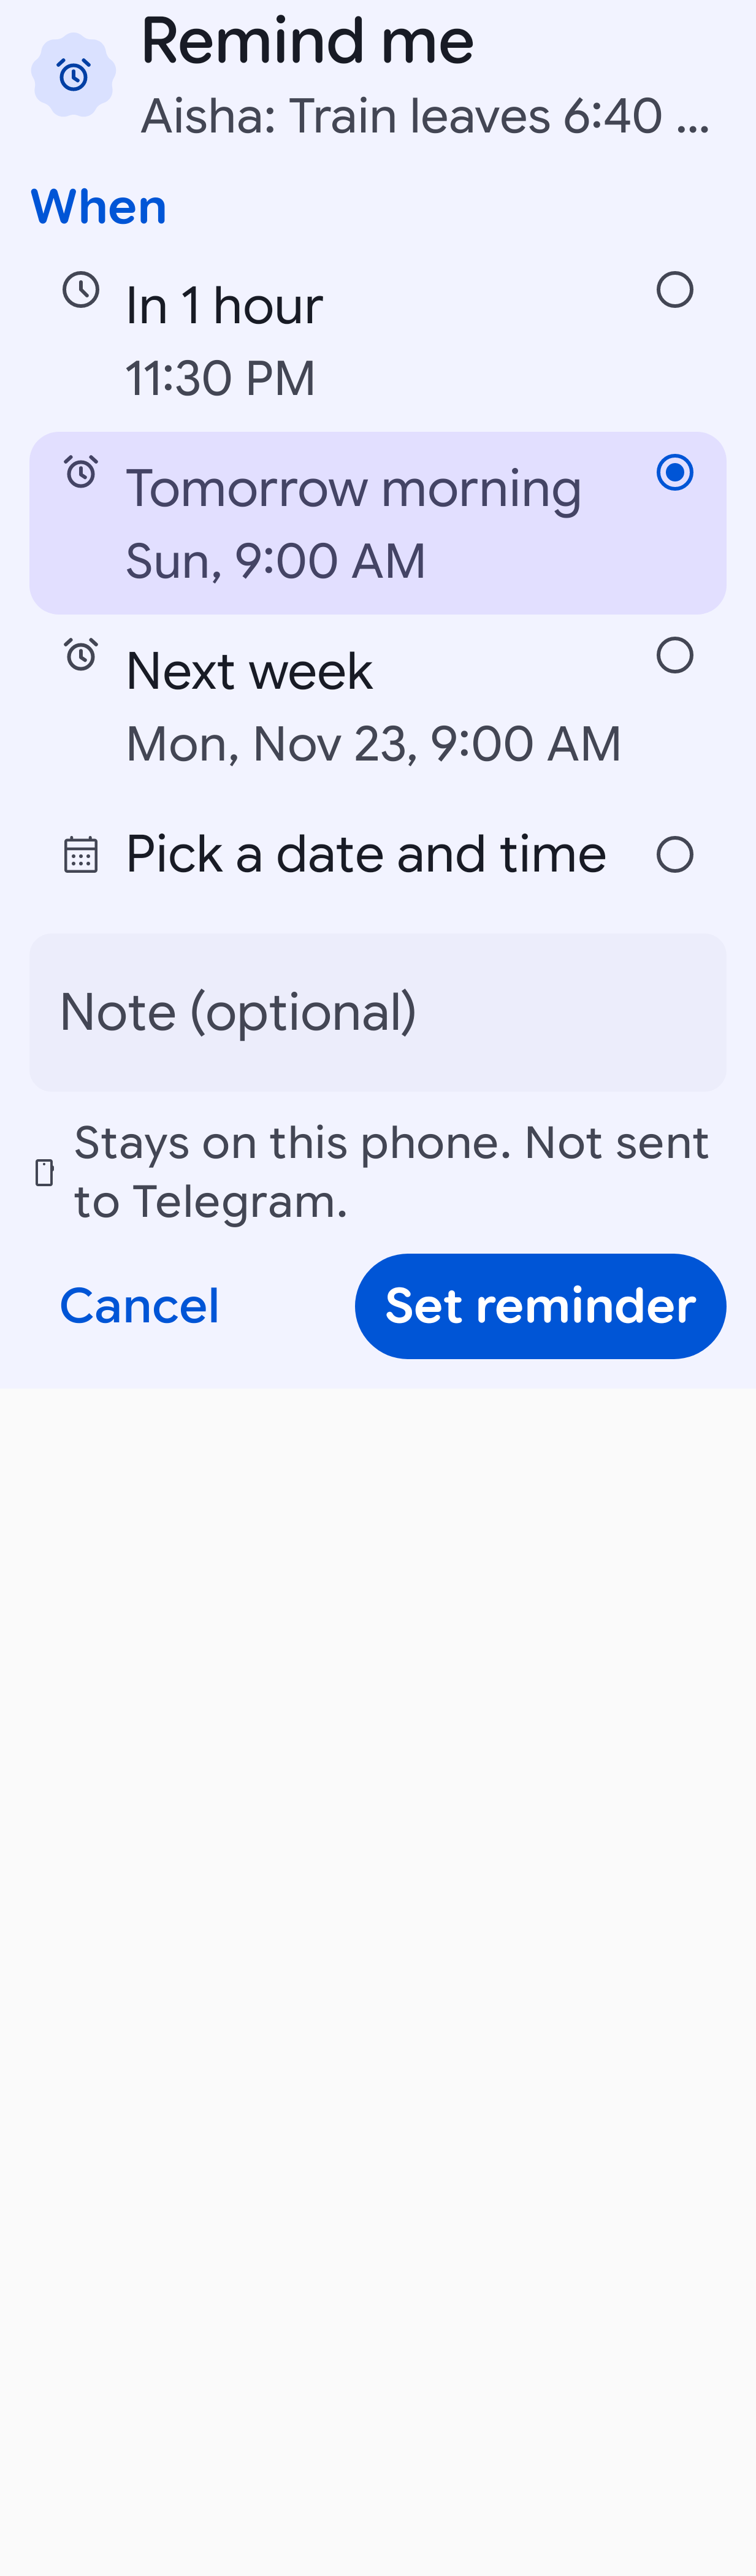 Remind me
Aisha: Train leaves 6:40 ...
When
In 1 hour
11:30 PM
Tomorrow morning
Sun, 9:00 AM
Next week
Mon, Nov 23, 9:00 AM
Pick a date and time
Note (optional)
Stays on this phone. Not sent
to Telegram.
Cancel
Set reminder